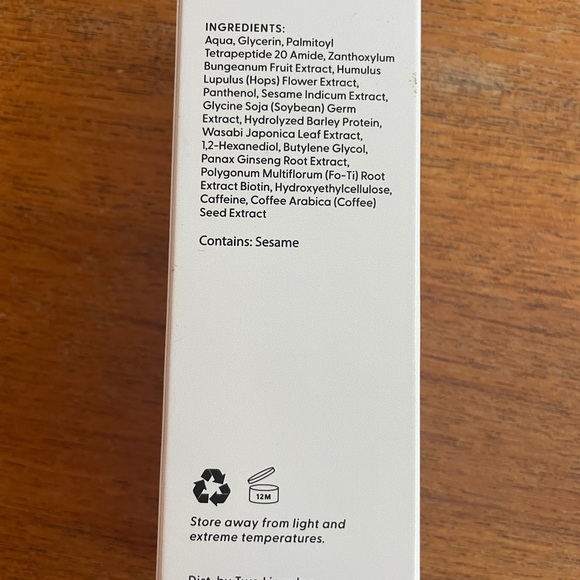 INGREDIENTS:
Aqua, Glycerin, Palmitoyl
Tetrapeptide 20 Amide, Zanthoxylum
Bungeanum Fruit Extract, Humulus
Lupulus (Hops) Flower Extract,
Panthenol, Sesame Indicum Extract,
Glycine Soja (Soybean) Germ
Extract, Hydrolyzed Barley Protein,
Wasabi Japonica Leaf Extract,
1,2-Hexanediol, Butylene Glycol,
Panax Ginseng Root Extract,
Polygonum Multiflorum (Fo-Ti) Root
Extract Biotin, Hydroxyethylcellulose,
Caffeine, Coffee Arabica (Coffee)
Seed Extract
Contains: Sesame
12M
Store away from light and
extreme temperatures.